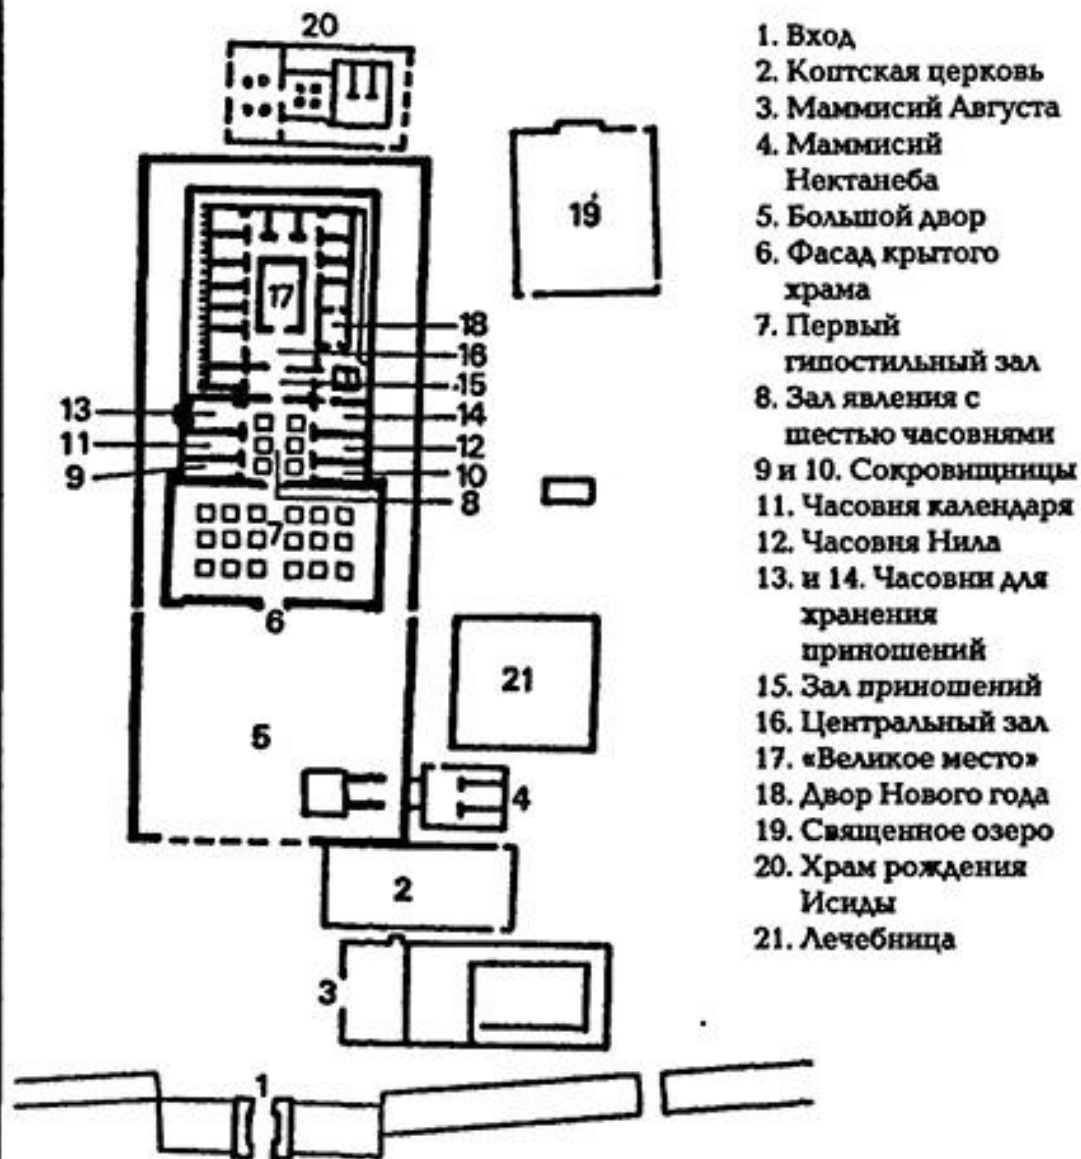 20
19
17
18
16
15
13
14
11
12
9
10
8
7
6
21
5
4
2
3
1
1. Вход
2. Коптская церковь
3. Маммисий Августа
4. Маммисий
Нектанеба
5. Большой двор
6. Фасад крытого
храма
7. Первый
гипостильный зал
8. Зал явления с
шестью часовнями
9 и 10. Сокровищницы
11. Часовня календаря
12. Часовня Нила
13. и 14. Часовни для
хранения
приношений
15. Зал приношений
16. Центральный зал
17. «Великое место»
18. Двор Нового года
19. Священное озеро
20. Храм рождения
Исиды
21. Лечебница